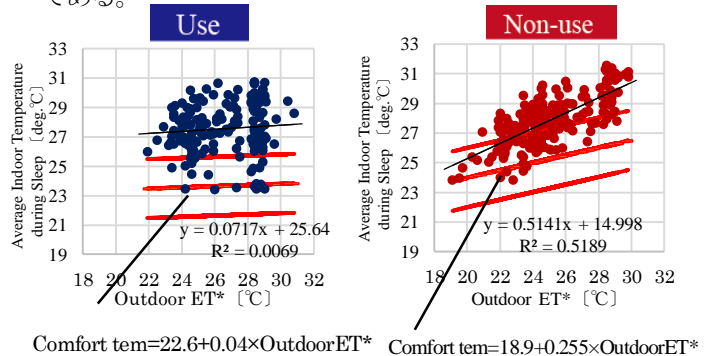 である。
Use
Non-use
Average Indoor Temperature
during Sleep [deg.℃]
33
31
29
27
25
23
21
19
y = 0.0717x + 25.64
R² = 0.0069
18 20 22 24 26 28 30 32
Outdoor ET*〔℃〕
Comfort tem=22.6+0.04×OutdoorET*
Average Indoor Temperature
during Sleep [deg.℃]
33
31
29
27
25
23
21
19
y = 0.5141x + 14.998
R² = 0.5189
18 20 22 24 26 28 30 32
Outdoor ET*〔℃〕
Comfort tem=18.9+0.255×OutdoorET*